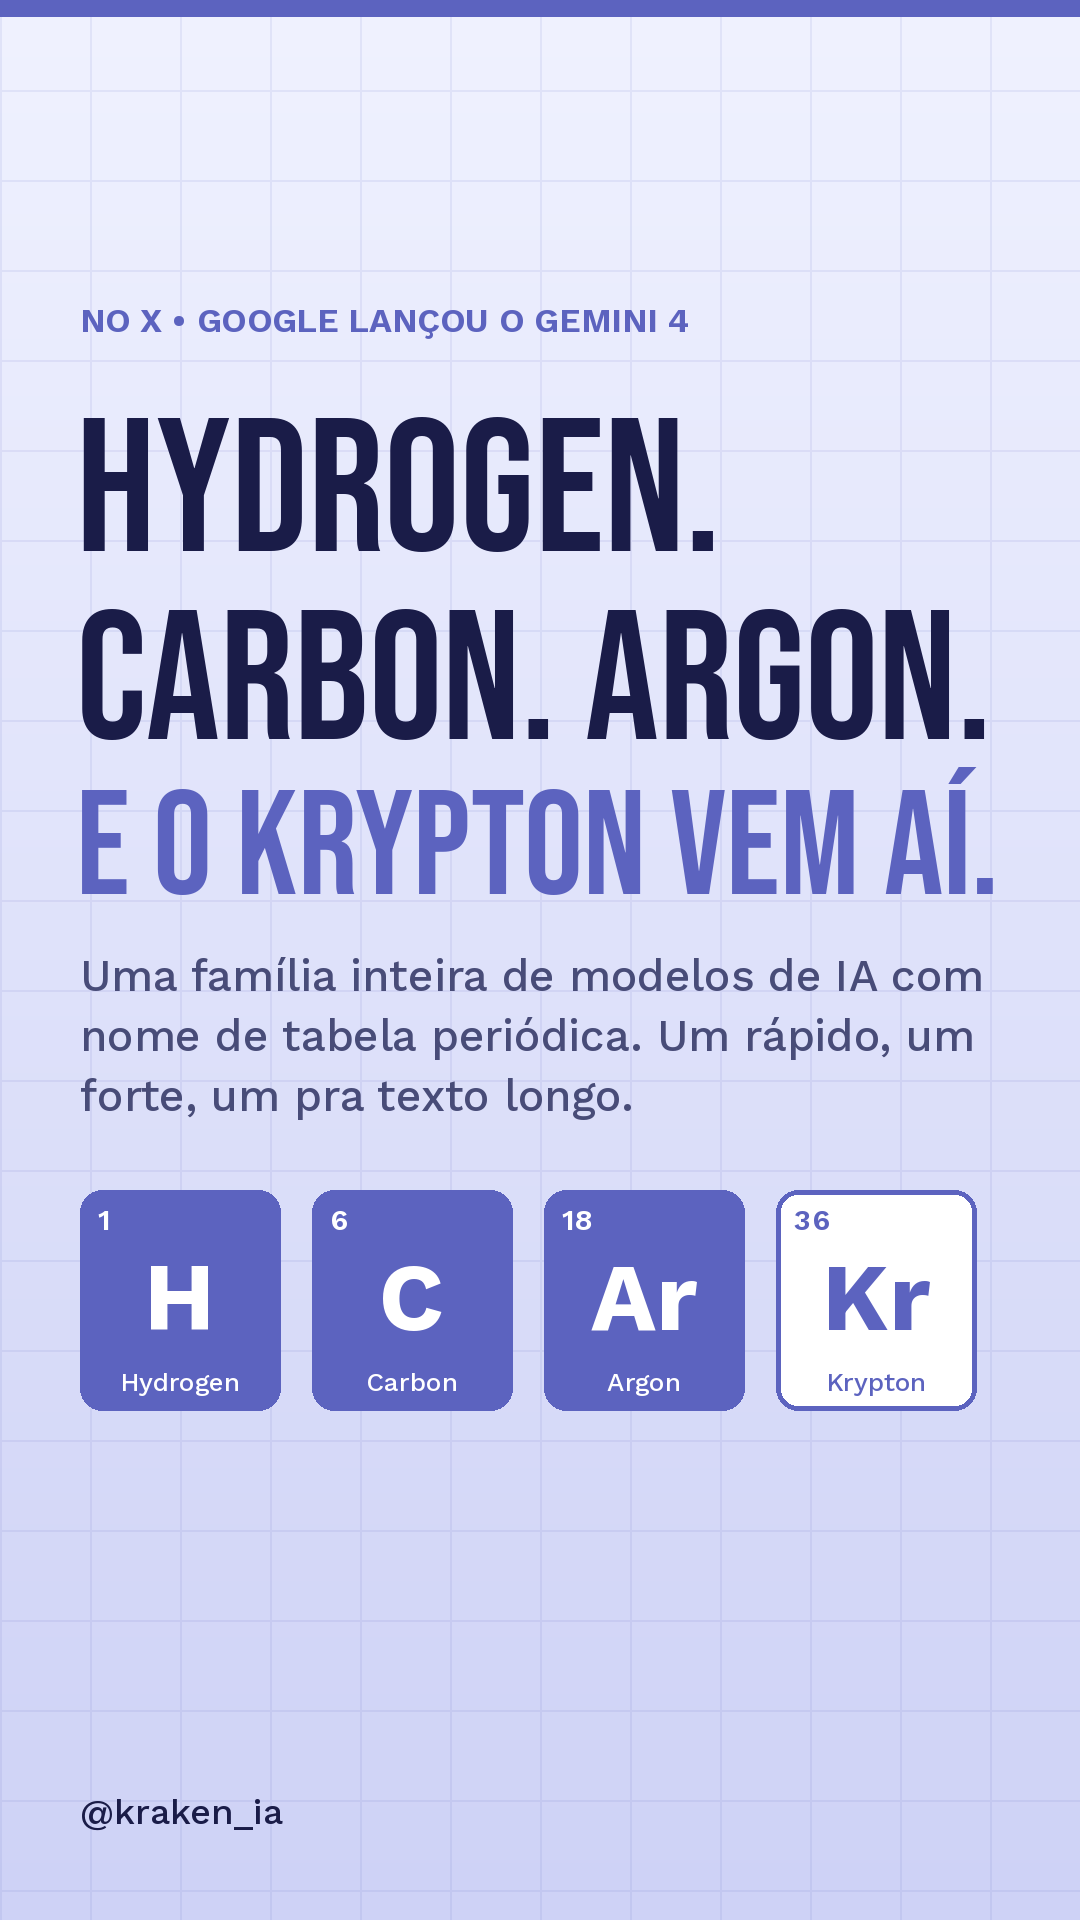 NO X • GOOGLE LANÇOU O GEMINI 4
HYDROGEN.
CARBON. ARGON.
E O KRYPTON VEM AÍ.
Uma família inteira de modelos de IA com
nome de tabela periódica. Um rápido, um
forte, um pra texto longo.
1
H
Hydrogen
6
C
Carbon
18
Ar
Argon
36
Kr
Krypton
@kraken_ia